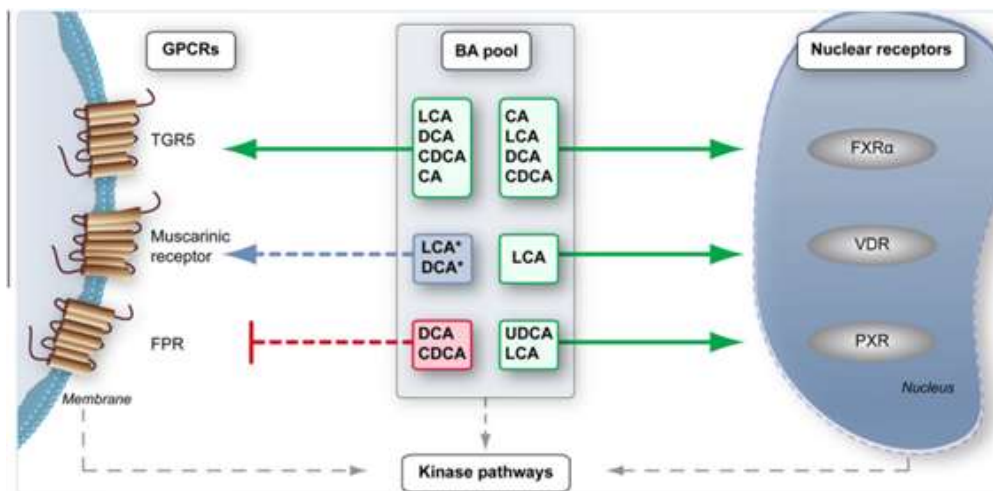 GPCRs
BA pool
Nuclear receptors
TGR5
LCA
DCA
CDCA
CA
CA
LCA
DCA
CDCA
FXRα
Muscarinic
receptor
LCA*
DCA*
LCA
VDR
FPR
DCA
CDCA
UDCA
LCA
PXR
Membrane
Nucleus
Kinase pathways